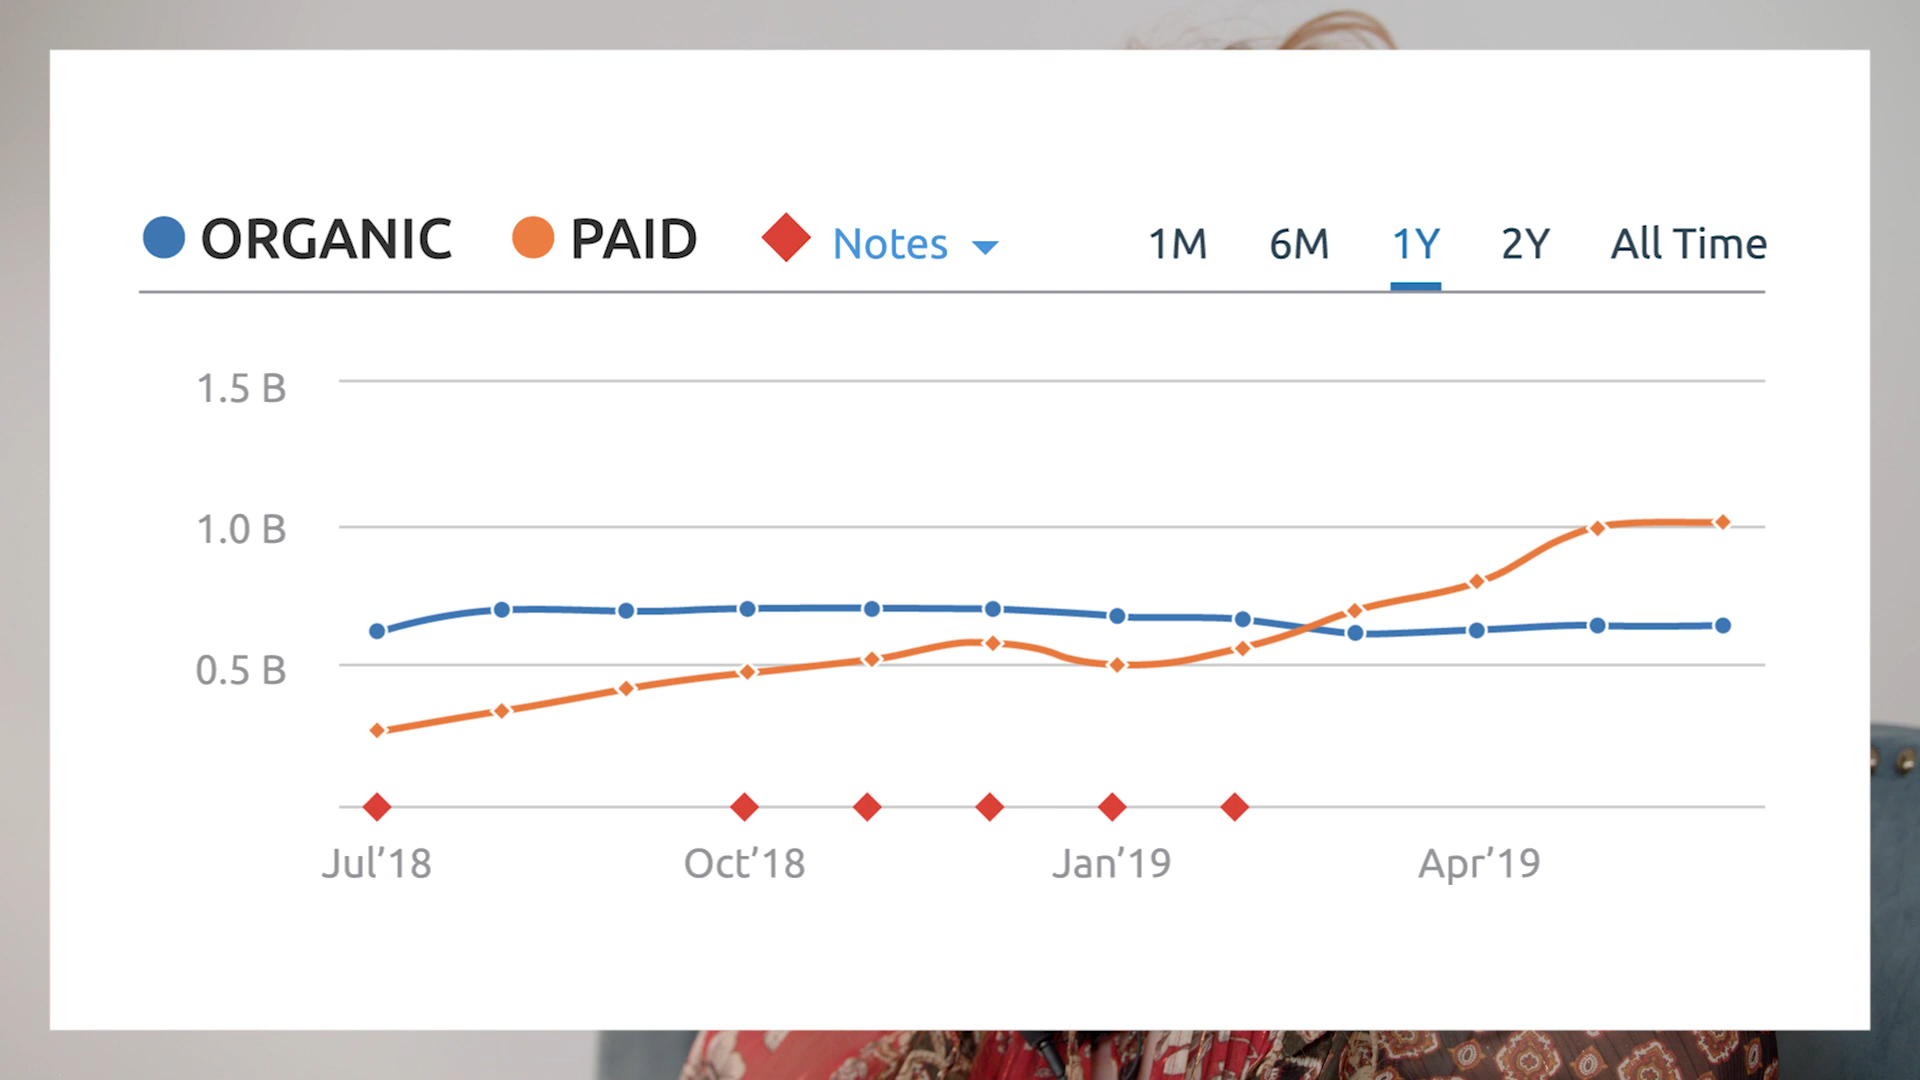 ORGANIC PAID Notes 1M 6M 1Y 2Y All Time
1.5 B
1.0 B
0.5 B
Jul’18 Oct’18 Jan’19 Apr’19